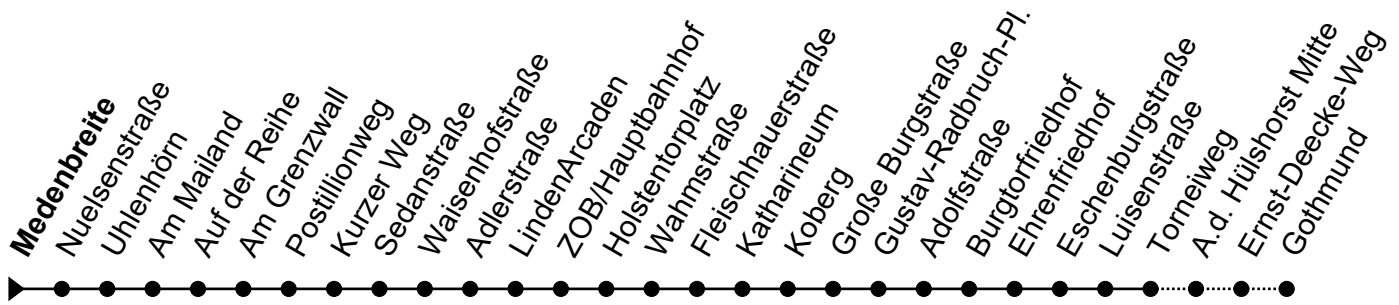 Medenbreite
Nuelsenstraße
Uhlenhörn
Am Mailand
Auf der Reihe
Am Grenzwall
Postillionweg
Kurzer Weg
Sedanstraße
Waisenhofstraße
Adlerstraße
LindenArcaden
ZOB/Hauptbahnhof
Holstentorplatz
Wahmstraße
Fleischhauerstraße
Katharineum
Koberg
Große Burgstraße
Gustav-Radbruch-Pl.
Adolfstraße
Burgtorfriedhof
Ehrenfriedhof
Eschenburgstraße
Luisenstraße
Torneiweg
A.d. Hülshorst Mitte
Ernst-Deecke-Weg
Gothmund